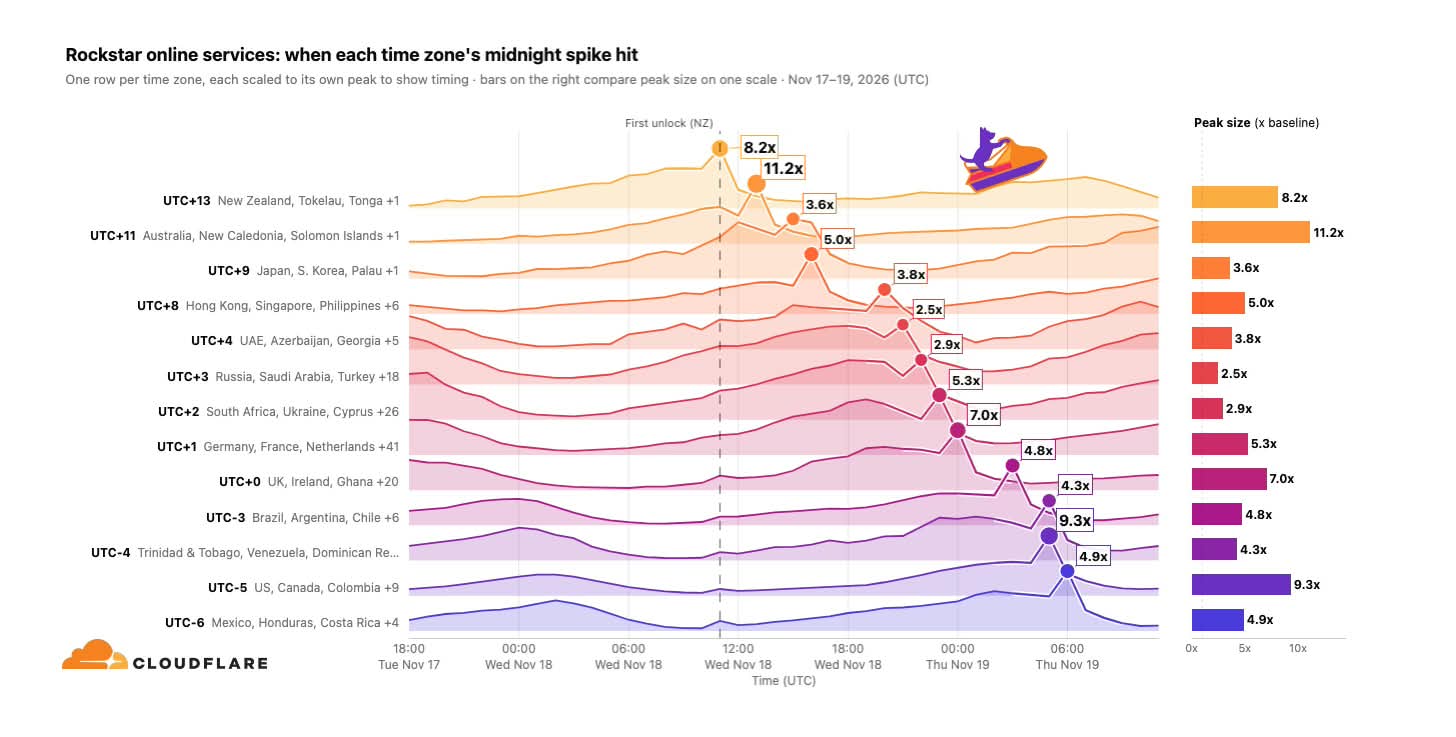 Rockstar online services: when each time zone's midnight spike hit
One row per time zone, each scaled to its own peak to show timing · bars on the right compare peak size on one scale · Nov 17–19, 2026 (UTC)
First unlock (NZ)
Peak size (x baseline)
8.2x
11.2x
UTC+13 New Zealand, Tokelau, Tonga +1
8.2x
3.6x
UTC+11 Australia, New Caledonia, Solomon Islands +1
11.2x
5.0x
UTC+9 Japan, S. Korea, Palau +1
3.6x
3.8x
UTC+8 Hong Kong, Singapore, Philippines +6
5.0x
2.5x
UTC+4 UAE, Azerbaijan, Georgia +5
3.8x
2.9x
UTC+3 Russia, Saudi Arabia, Turkey +18
2.5x
5.3x
UTC+2 South Africa, Ukraine, Cyprus +26
2.9x
7.0x
UTC+1 Germany, France, Netherlands +41
5.3x
4.8x
UTC+0 UK, Ireland, Ghana +20
7.0x
4.3x
UTC-3 Brazil, Argentina, Chile +6
4.8x
9.3x
UTC-4 Trinidad & Tobago, Venezuela, Dominican Re...
4.3x
4.9x
UTC-5 US, Canada, Colombia +9
9.3x
UTC-6 Mexico, Honduras, Costa Rica +4
4.9x
18:00 00:00 06:00 12:00 18:00 00:00 06:00
Tue Nov 17 Wed Nov 18 Wed Nov 18 Wed Nov 18 Wed Nov 18 Thu Nov 19 Thu Nov 19
Time (UTC)
0x 5x 10x
CLOUDFLARE